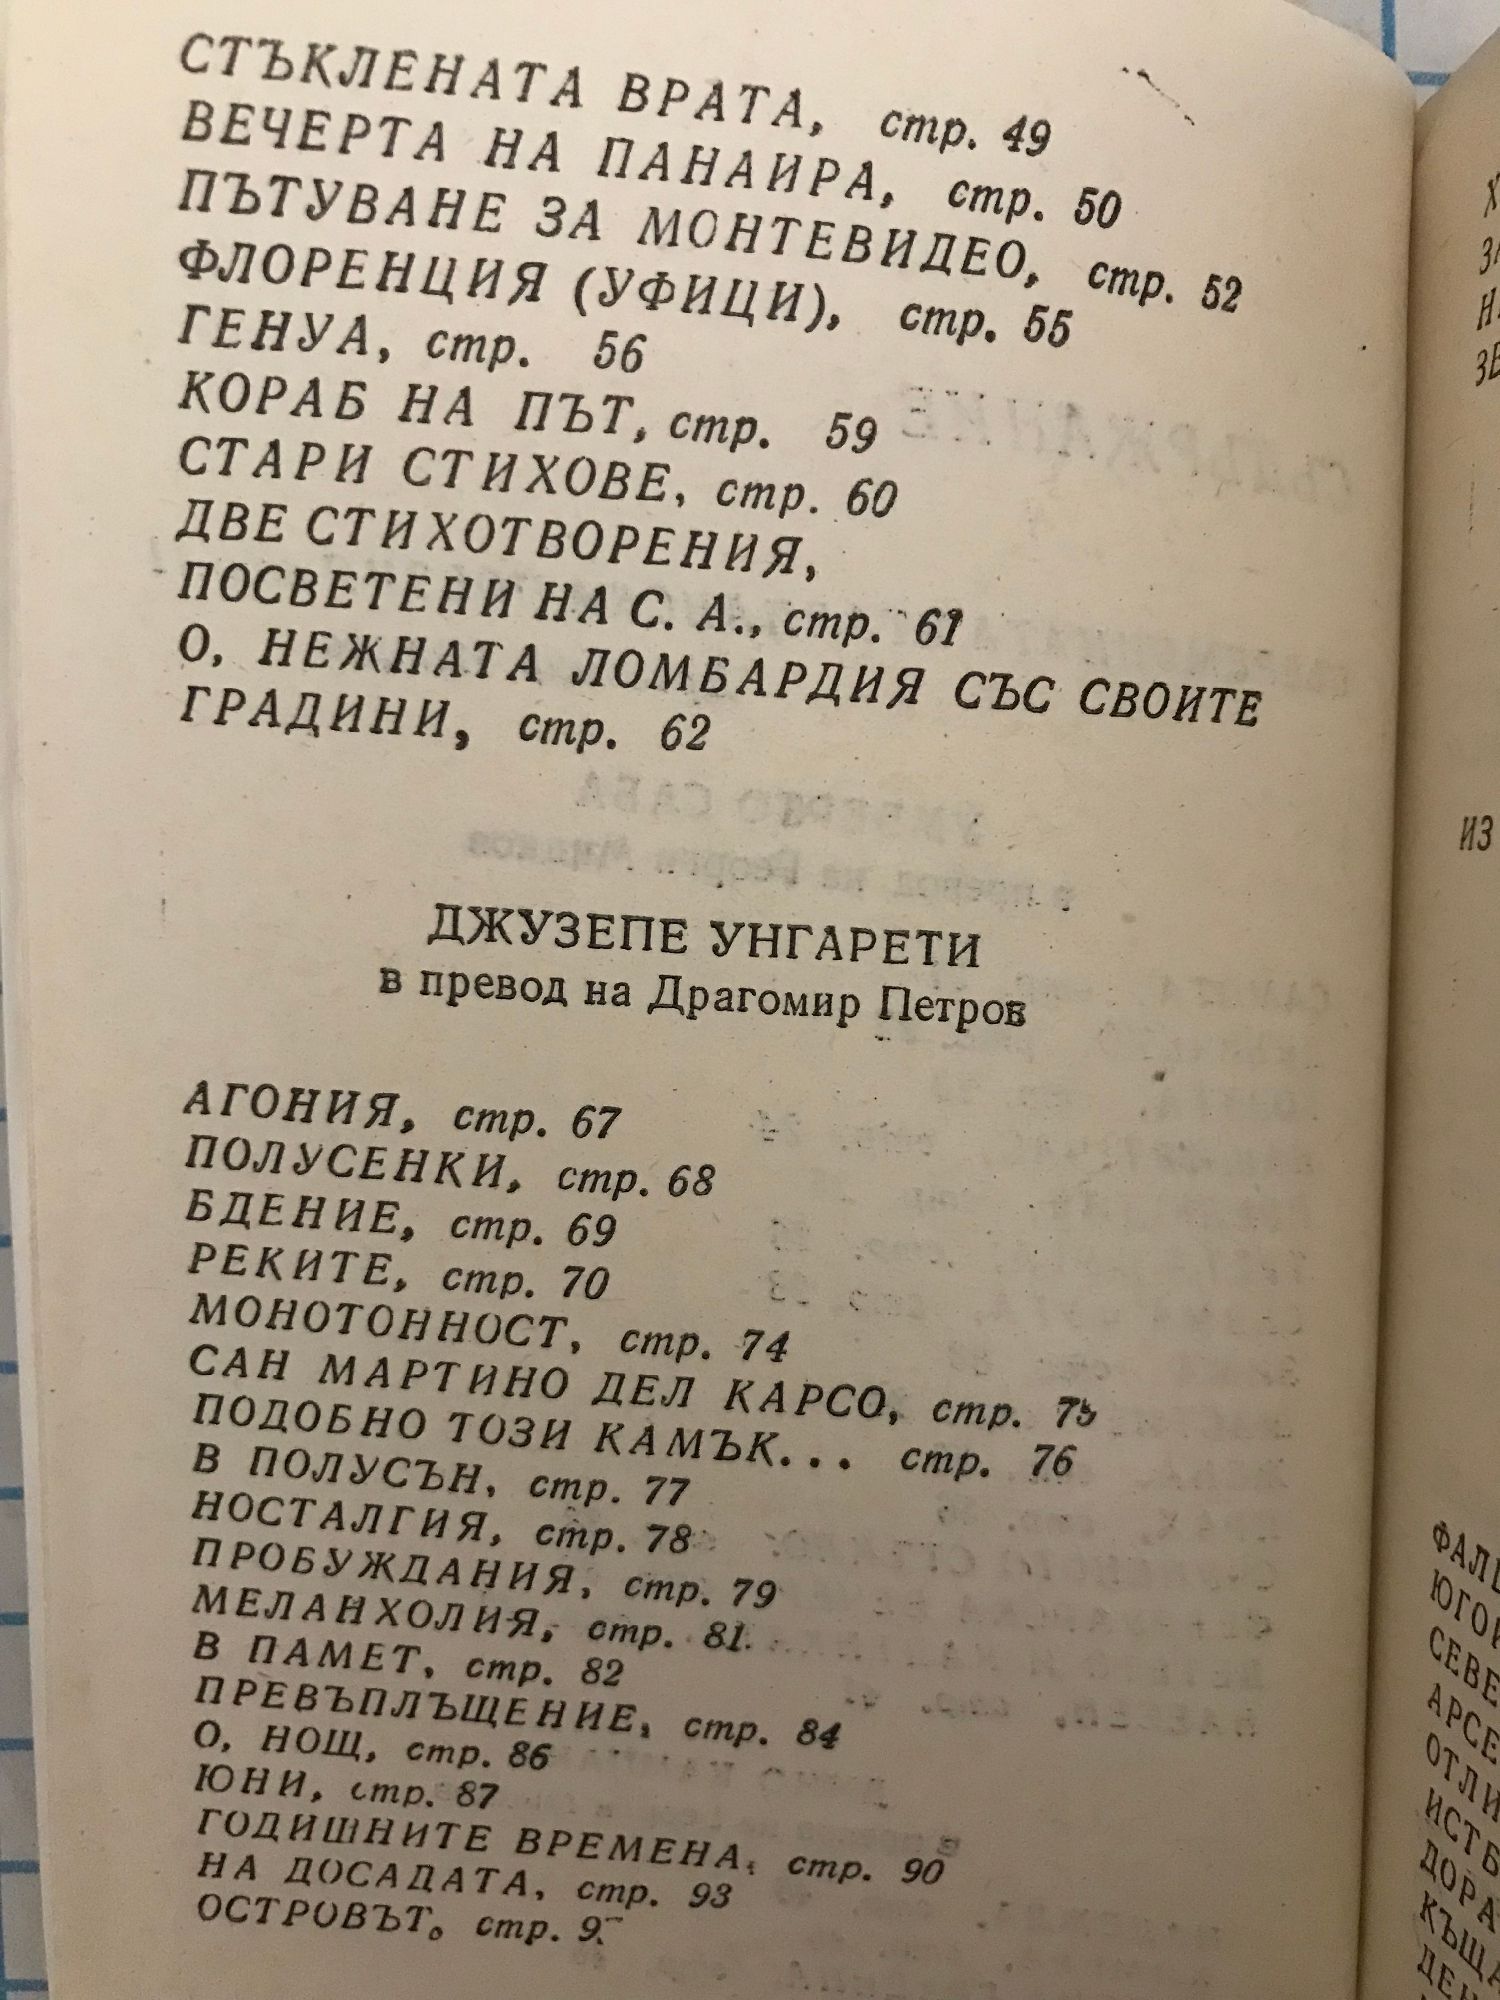 СТЪКЛЕНАТА ВРАТА, стр. 49
ВЕЧЕРТА НА ПАНАИРА, стр. 50
ПЪТУВАНЕ ЗА МОНТЕВИДЕО, стр. 52
ФЛОРЕНЦИЯ (УФИЦИ), стр. 55
ГЕНУА, стр. 56
КОРАБ НА ПЪТ, стр. 59
СТАРИ СТИХОВЕ, стр. 60
ДВЕ СТИХОТВОРЕНИЯ,
ПОСВЕТЕНИ НА С. А., стр. 61
О, НЕЖНАТА ЛОМБАРДИЯ СЪС СВОИТЕ
ГРАДИНИ, стр. 62
ДЖУЗЕПЕ УНГАРЕТИ
в превод на Драгомир Петров
АГОНИЯ, стр. 67
ПОЛУСЕНКИ, стр. 68
БДЕНИЕ, стр. 69
РЕКИТЕ, стр. 70
МОНОТОННОСТ, стр. 74
САН МАРТИНО ДЕЛ КАРСО, стр. 75
ПОДОБНО ТОЗИ КАМЪК... стр. 76
В ПОЛУСЪН, стр. 77
НОСТАЛГИЯ, стр. 78
ПРОБУЖДАНИЯ, стр. 79
МЕЛАНХОЛИЯ, стр. 81
В ПАМЕТ, стр. 82
ПРЕВЪПЛЪЩЕНИЕ, стр. 84
О, НОЩ, стр. 86
ЮНИ, стр. 87
ГОДИШНИТЕ ВРЕМЕНА, стр. 90
НА ДОСАДАТА, стр. 93
ОСТРОВЪТ, стр.
ИЗ